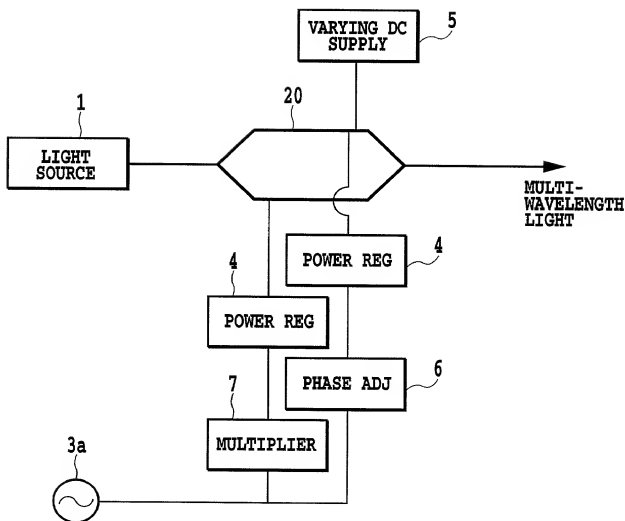 VARYING DC
SUPPLY
5
20
1
LIGHT
SOURCE
MULTI-
WAVELENGTH
LIGHT
POWER REG
4
4
POWER REG
PHASE ADJ
6
7
MULTIPLIER
3a